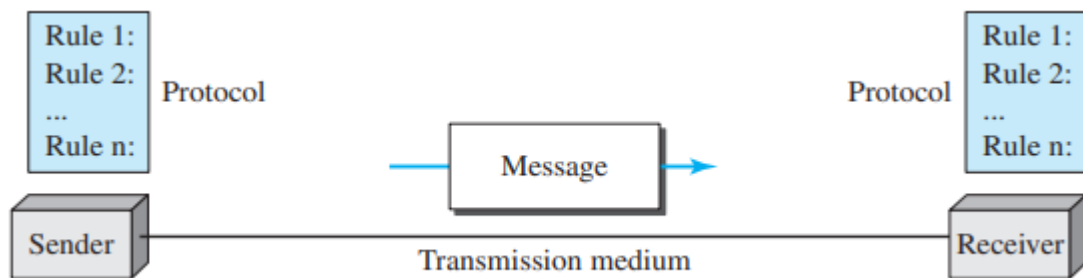 Rule 1:
Rule 2:
...
Rule n:
Protocol
Protocol
Rule 1:
Rule 2:
...
Rule n:
Message
Sender
Transmission medium
Receiver